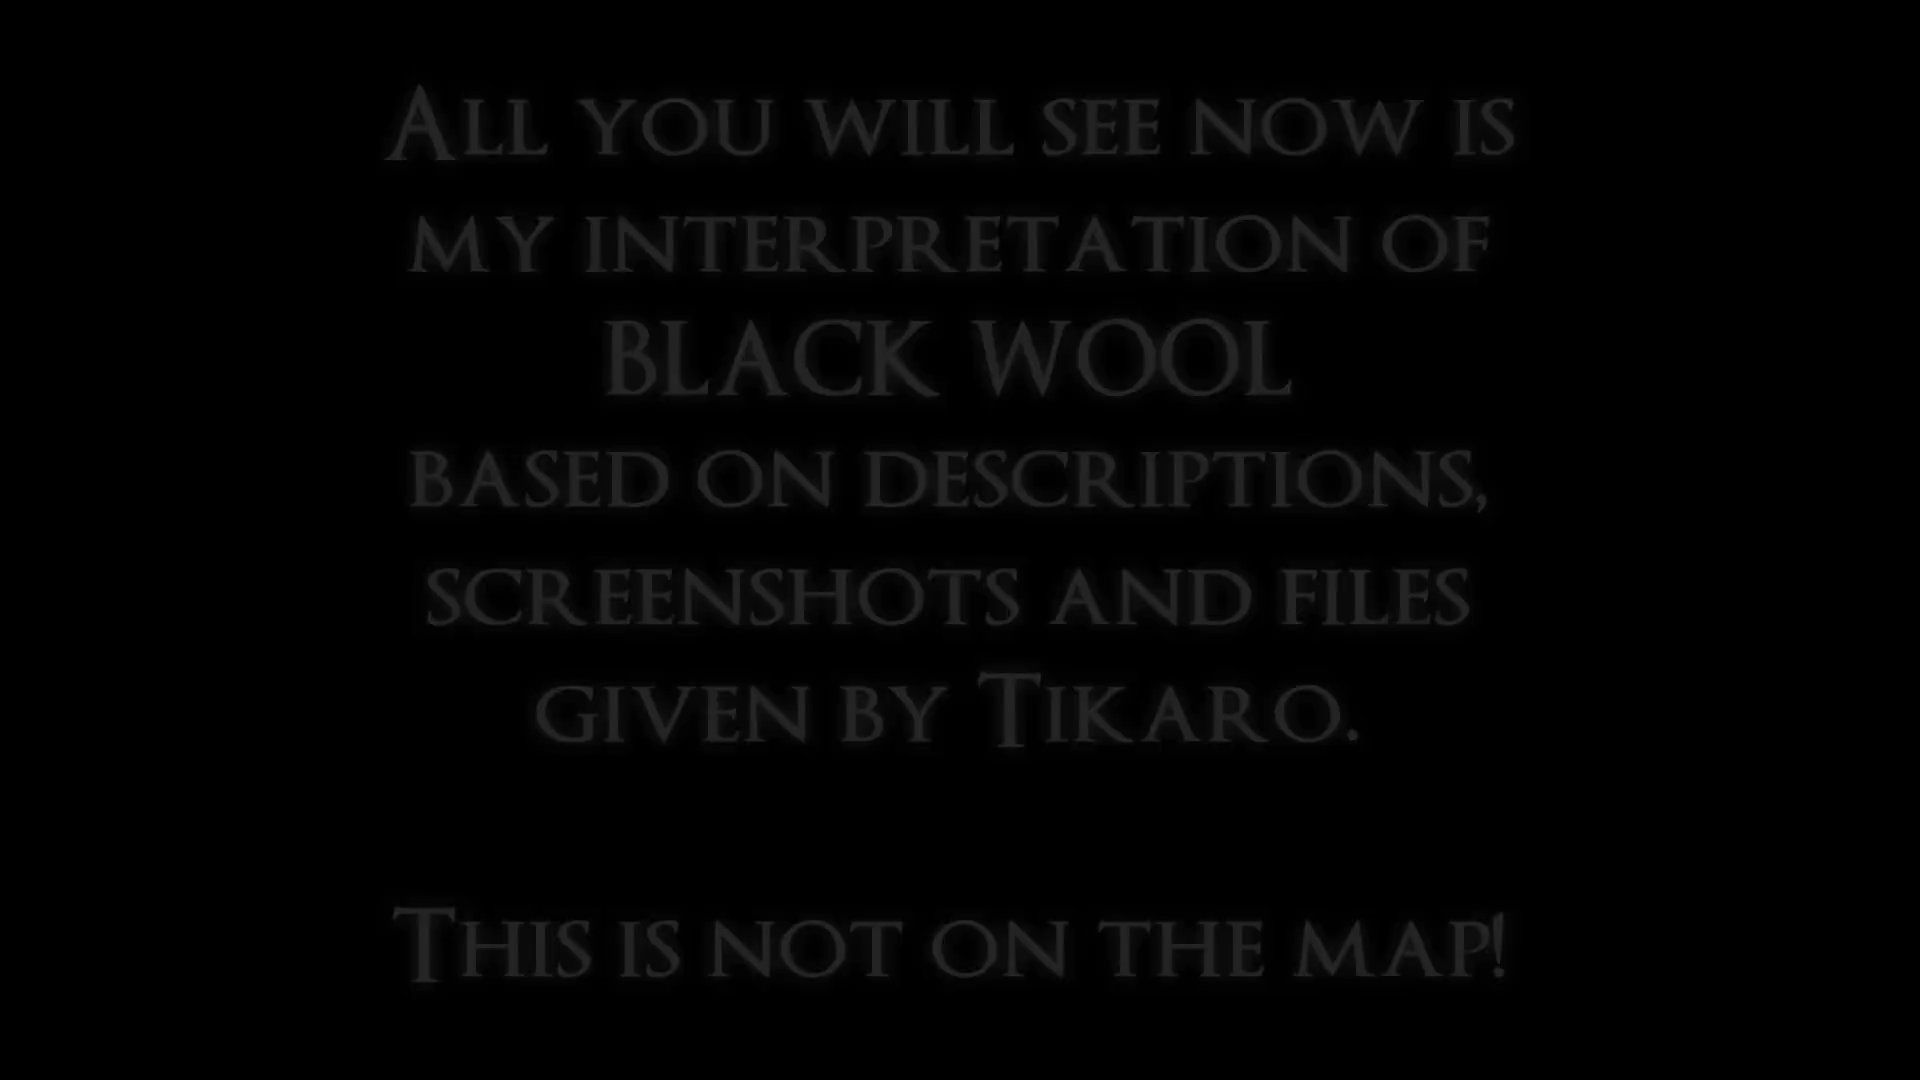 All you will see now is
my interpretation of
BLACK WOOL
based on descriptions,
screenshots and files
given by Tikaro.
This is not on the map!